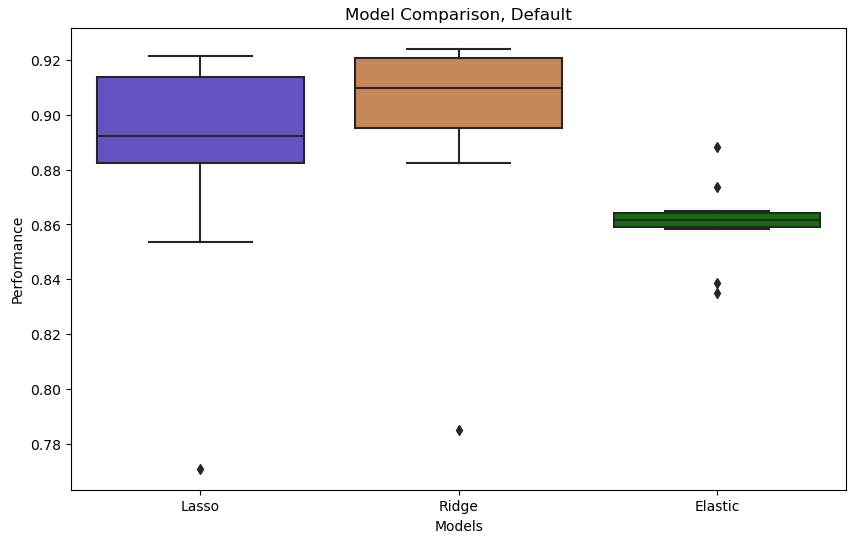 Model Comparison, Default
Performance
0.92
0.90
0.88
0.86
0.84
0.82
0.80
0.78
Lasso Ridge Elastic
Models